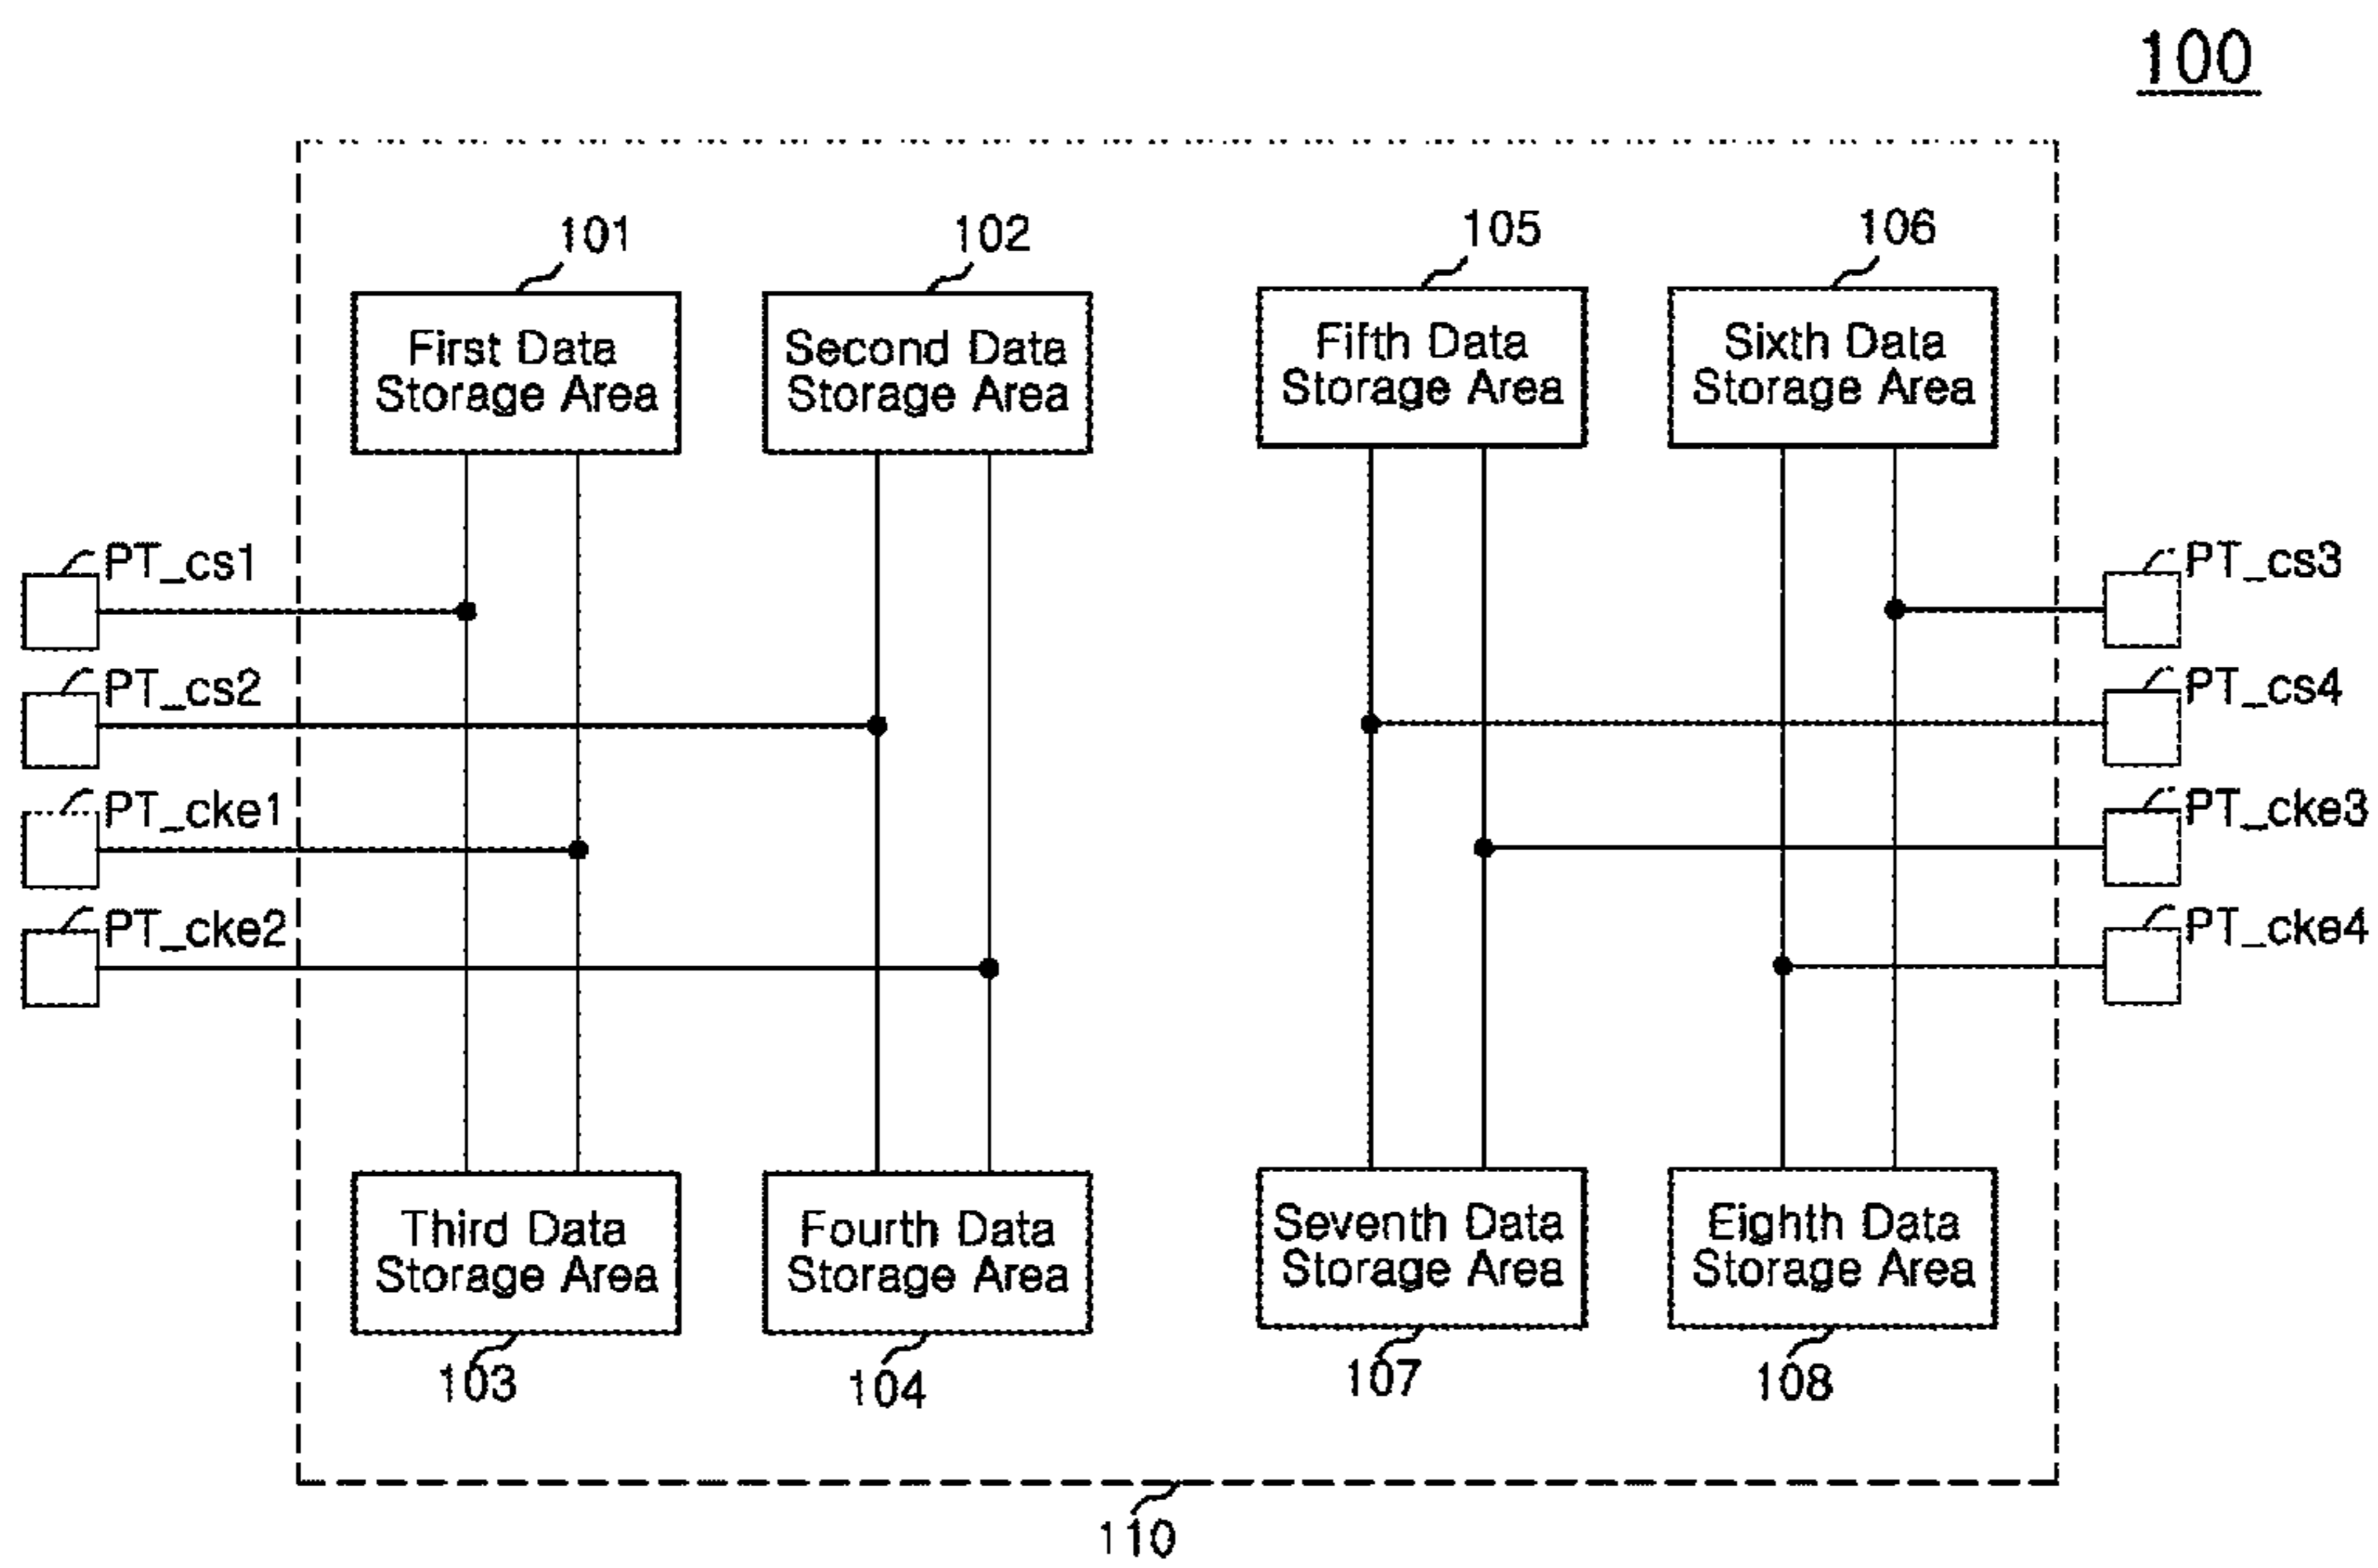 100
101
102
105
106
First Data
Storage Area
Second Data
Storage Area
Fifth Data
Storage Area
Sixth Data
Storage Area
PT_cs1
PT_cs3
PT_cs2
PT_cs4
PT_cke1
PT_cke3
PT_cke2
PT_cke4
Third Data
Storage Area
Fourth Data
Storage Area
Seventh Data
Storage Area
Eighth Data
Storage Area
103
104
107
108
110